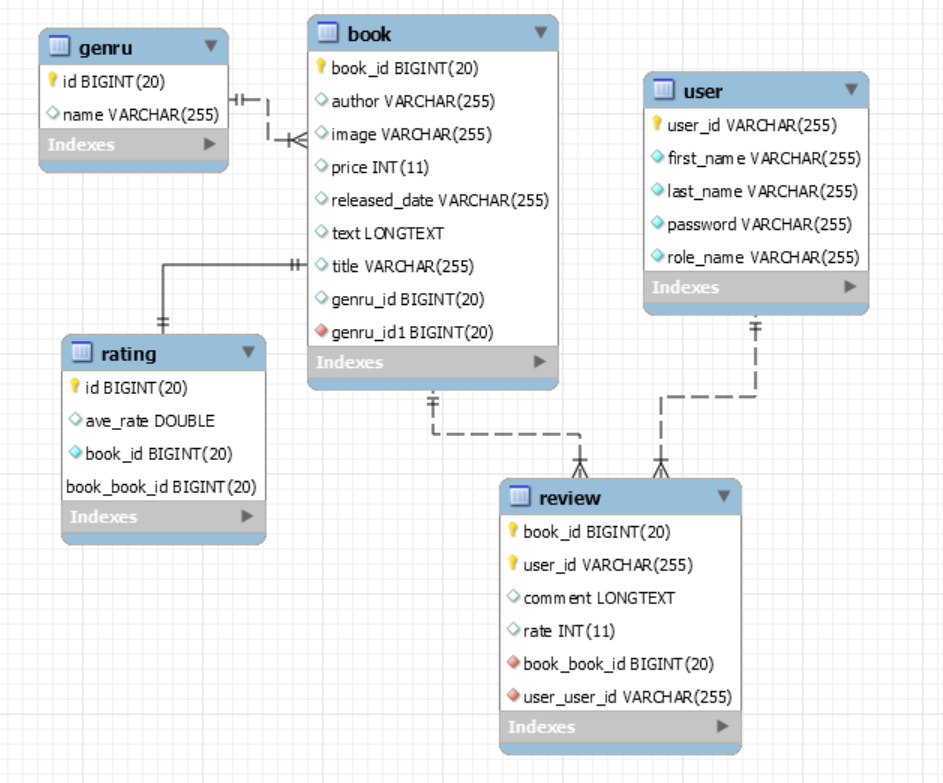 genru
id BIGINT(20)
name VARCHAR(255)
Indexes
book
book_id BIGINT(20)
author VARCHAR(255)
image VARCHAR(255)
price INT(11)
released_date VARCHAR(255)
text LONGTEXT
title VARCHAR(255)
genru_id BIGINT(20)
genru_id1 BIGINT(20)
Indexes
user
user_id VARCHAR(255)
first_name VARCHAR(255)
last_name VARCHAR(255)
password VARCHAR(255)
role_name VARCHAR(255)
Indexes
rating
id BIGINT(20)
ave_rate DOUBLE
book_id BIGINT(20)
book_book_id BIGINT(20)
Indexes
review
book_id BIGINT(20)
user_id VARCHAR(255)
comment LONGTEXT
rate INT(11)
book_book_id BIGINT(20)
user_user_id VARCHAR(255)
Indexes